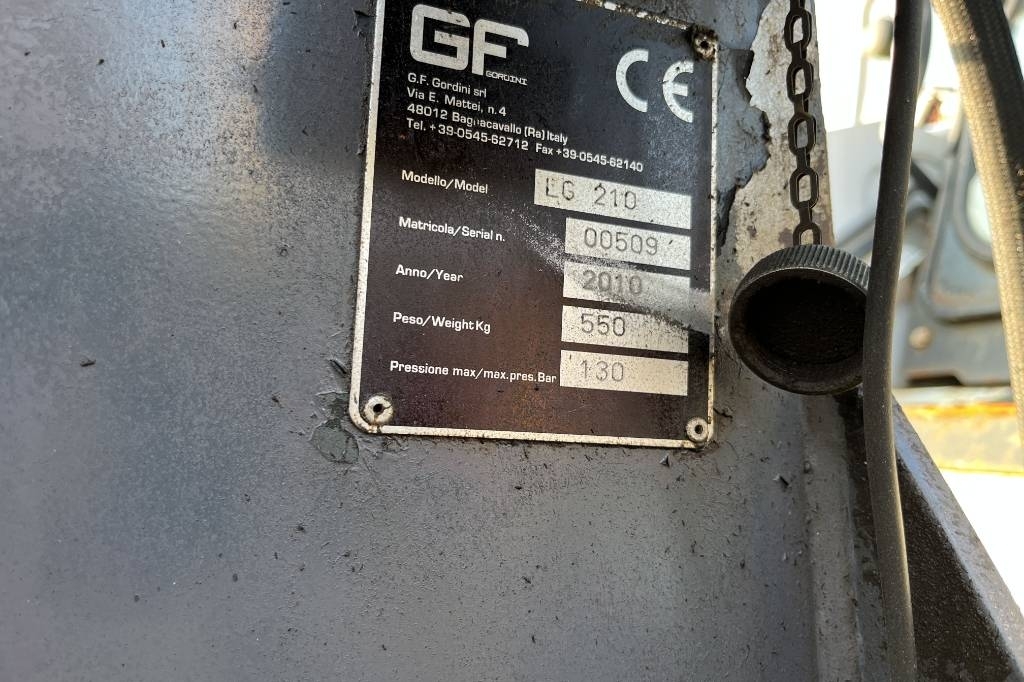 GF
GORDINI
CE
G.F. Gordini srl
Via E. Mattei, n. 4
48012 Bagnacavallo (Ra) Italy
Tel. +39-0545-62712 Fax +39-0545-62140
Modello/Model LG 210
Matricola/Serial n. 00509
Anno/Year 2010
Peso/Weight Kg 550
Pressione max/max.pres.Bar 130